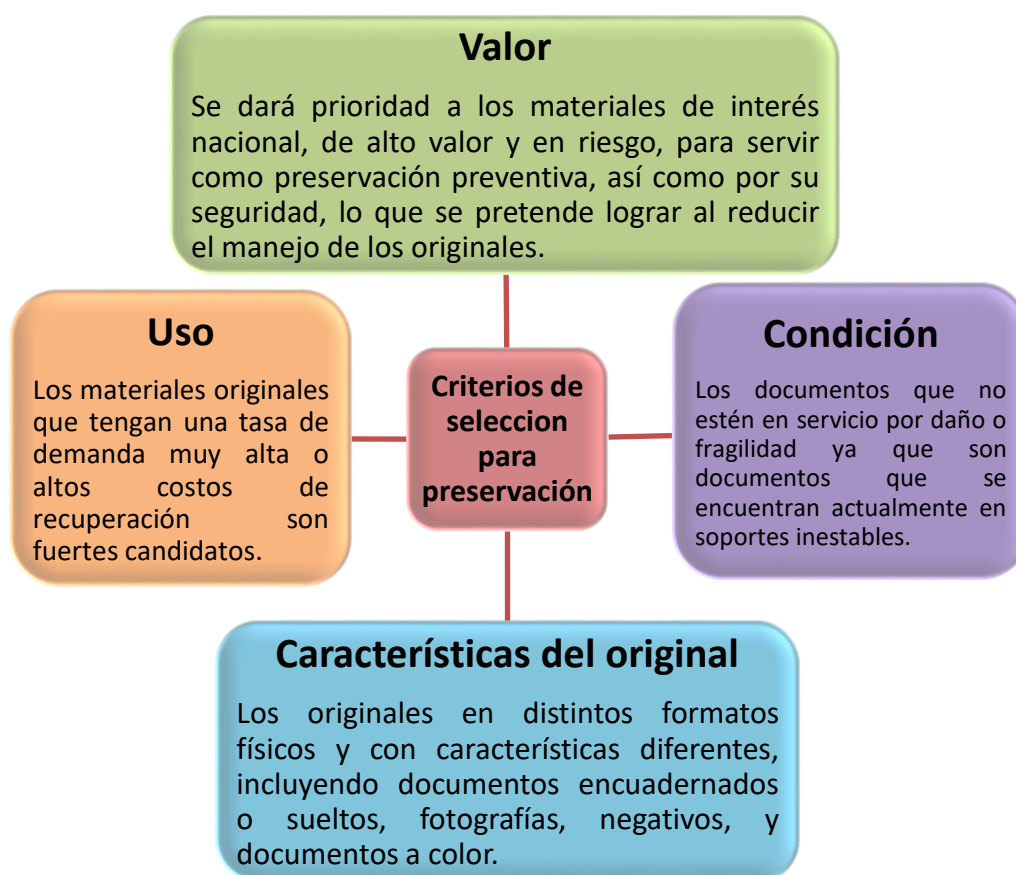 Valor
Se dará prioridad a los materiales de interés
nacional, de alto valor y en riesgo, para servir
como preservación preventiva, así como por su
seguridad, lo que se pretende lograr al reducir
el manejo de los originales.
Uso
Los materiales originales
que tengan una tasa de
demanda muy alta o
altos costos de
recuperación son
fuertes candidatos.
Criterios de
seleccion
para
preservación
Condición
Los documentos que no
estén en servicio por daño o
fragilidad ya que son
documentos que se
encuentran actualmente en
soportes inestables.
Características del original
Los originales en distintos formatos
físicos y con características diferentes,
incluyendo documentos encuadernados
o sueltos, fotografías, negativos, y
documentos a color.